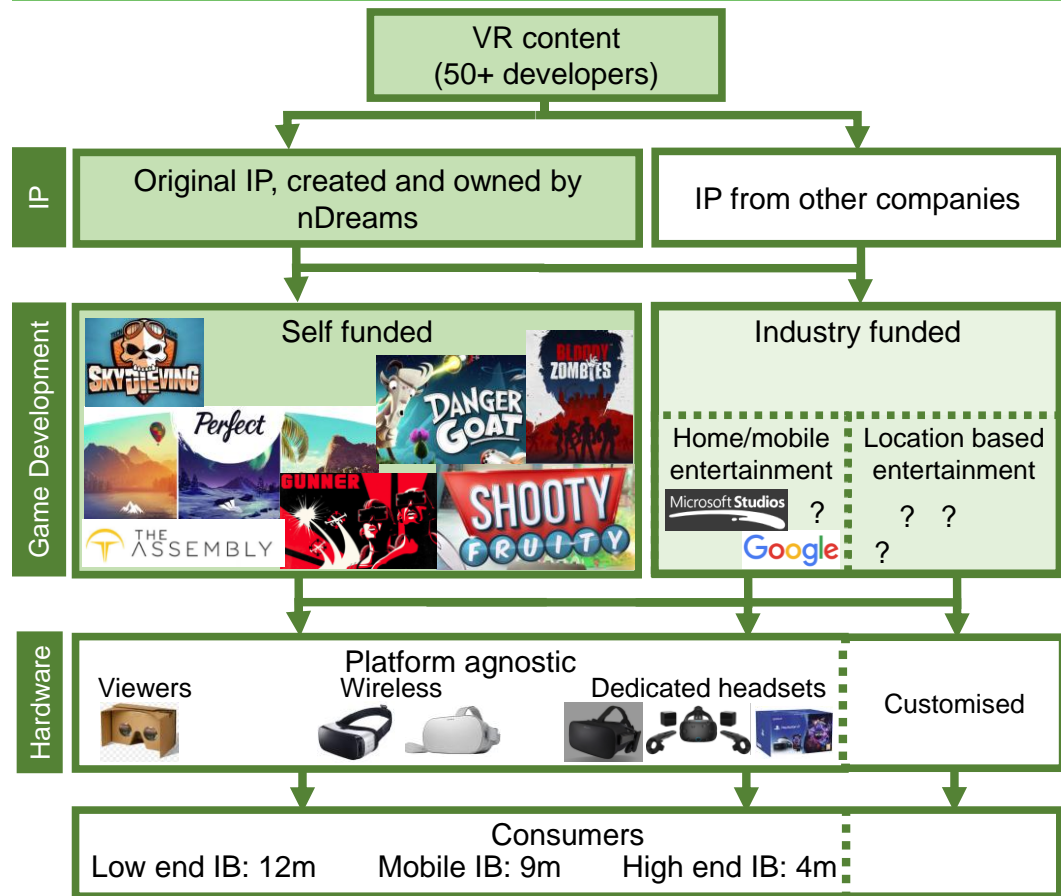 VR content
(50+ developers)
IP
Original IP, created and owned by
nDreams
IP from other companies
Game Development
Self funded
SKYDIEVING
Perfect
DANGER
GOAT
BLOODY
ZOMBIES
THE
ASSEMBLY
GUNNER
SHOOTY
FRUITY
Industry funded
Home/mobile
entertainment
Microsoft Studios
?
Google
Location based
entertainment
? ?
?
Hardware
Platform agnostic
Viewers
Wireless
Dedicated headsets
Customised
Consumers
Low end IB: 12m
Mobile IB: 9m
High end IB: 4m